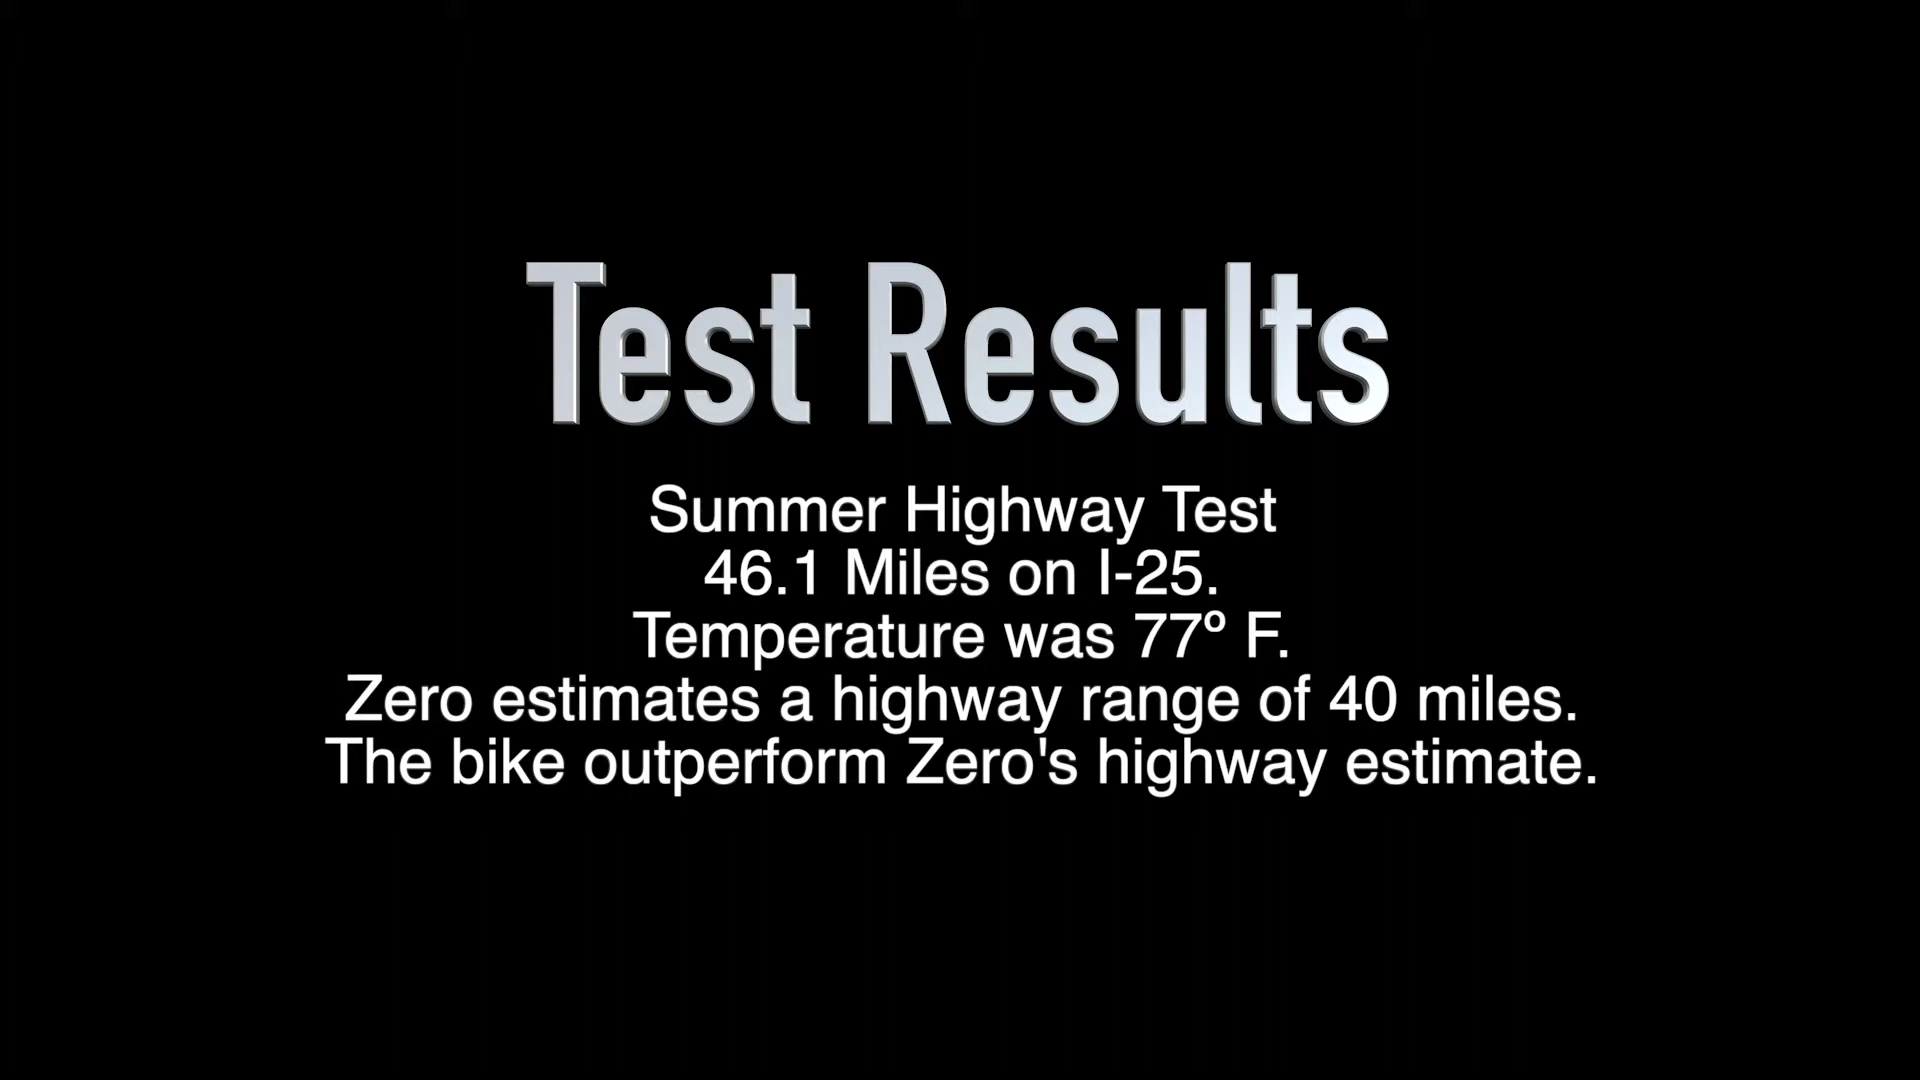 Test Results
Summer Highway Test
46.1 Miles on I-25.
Temperature was 77º F.
Zero estimates a highway range of 40 miles.
The bike outperform Zero's highway estimate.